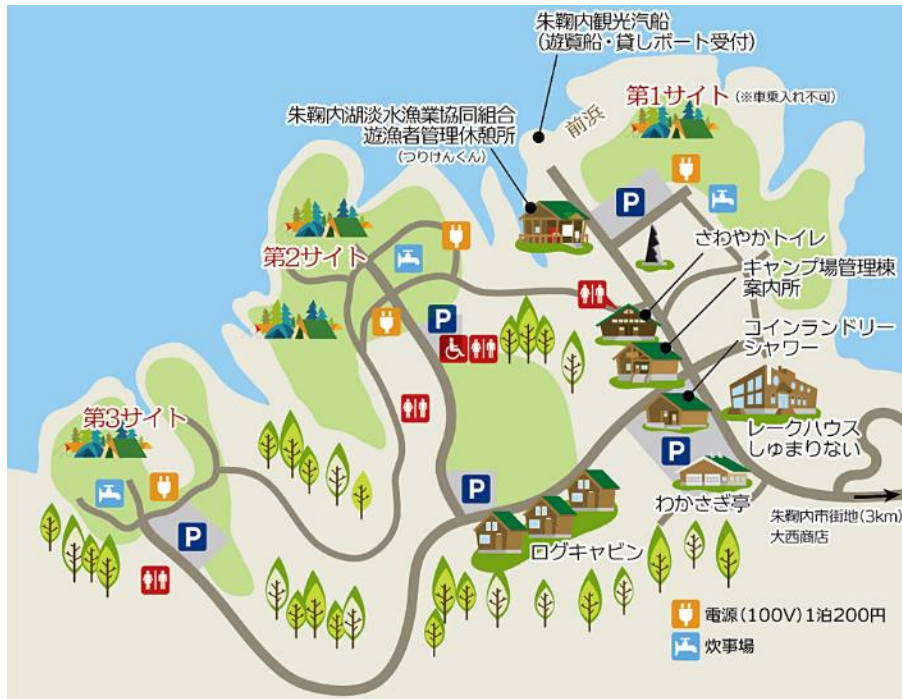 朱鞠内観光汽船
(遊覧船・貸しボート受付)
第1サイト(※車乗入れ不可)
前浜
朱鞠内湖淡水漁業協同組合
遊漁者管理休憩所
(つりけんくん)
P
さわやかトイレ
キャンプ場管理棟
案内所
第2サイト
P
コインランドリー
シャワー
レークハウス
しゅまりない
第3サイト
P
P
P
わかさぎ亭
ログキャビン
朱鞠内市街地(3km)
大西商店
電源(100V)1泊200円
炊事場